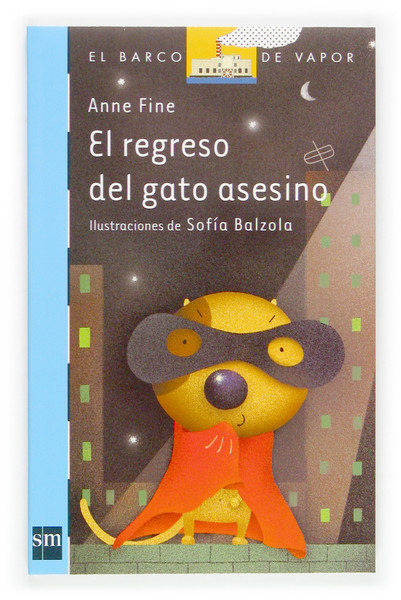 EL BARCO DE VAPOR
Anne Fine
El regreso
del gato asesino
Ilustraciones de Sofía Balzola
sm